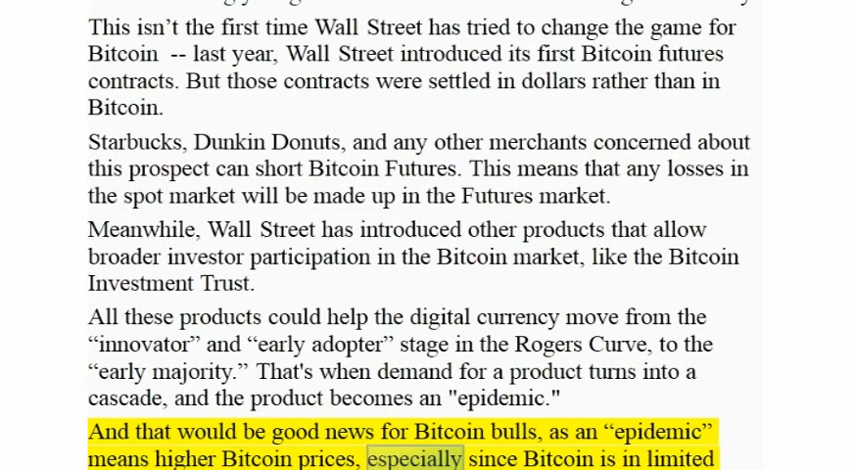 This isn’t the first time Wall Street has tried to change the game for
Bitcoin -- last year, Wall Street introduced its first Bitcoin futures
contracts. But those contracts were settled in dollars rather than in
Bitcoin.
Starbucks, Dunkin Donuts, and any other merchants concerned about
this prospect can short Bitcoin Futures. This means that any losses in
the spot market will be made up in the Futures market.
Meanwhile, Wall Street has introduced other products that allow
broader investor participation in the Bitcoin market, like the Bitcoin
Investment Trust.
All these products could help the digital currency move from the
“innovator” and “early adopter” stage in the Rogers Curve, to the
“early majority.” That's when demand for a product turns into a
cascade, and the product becomes an "epidemic."
And that would be good news for Bitcoin bulls, as an “epidemic”
means higher Bitcoin prices, especially since Bitcoin is in limited